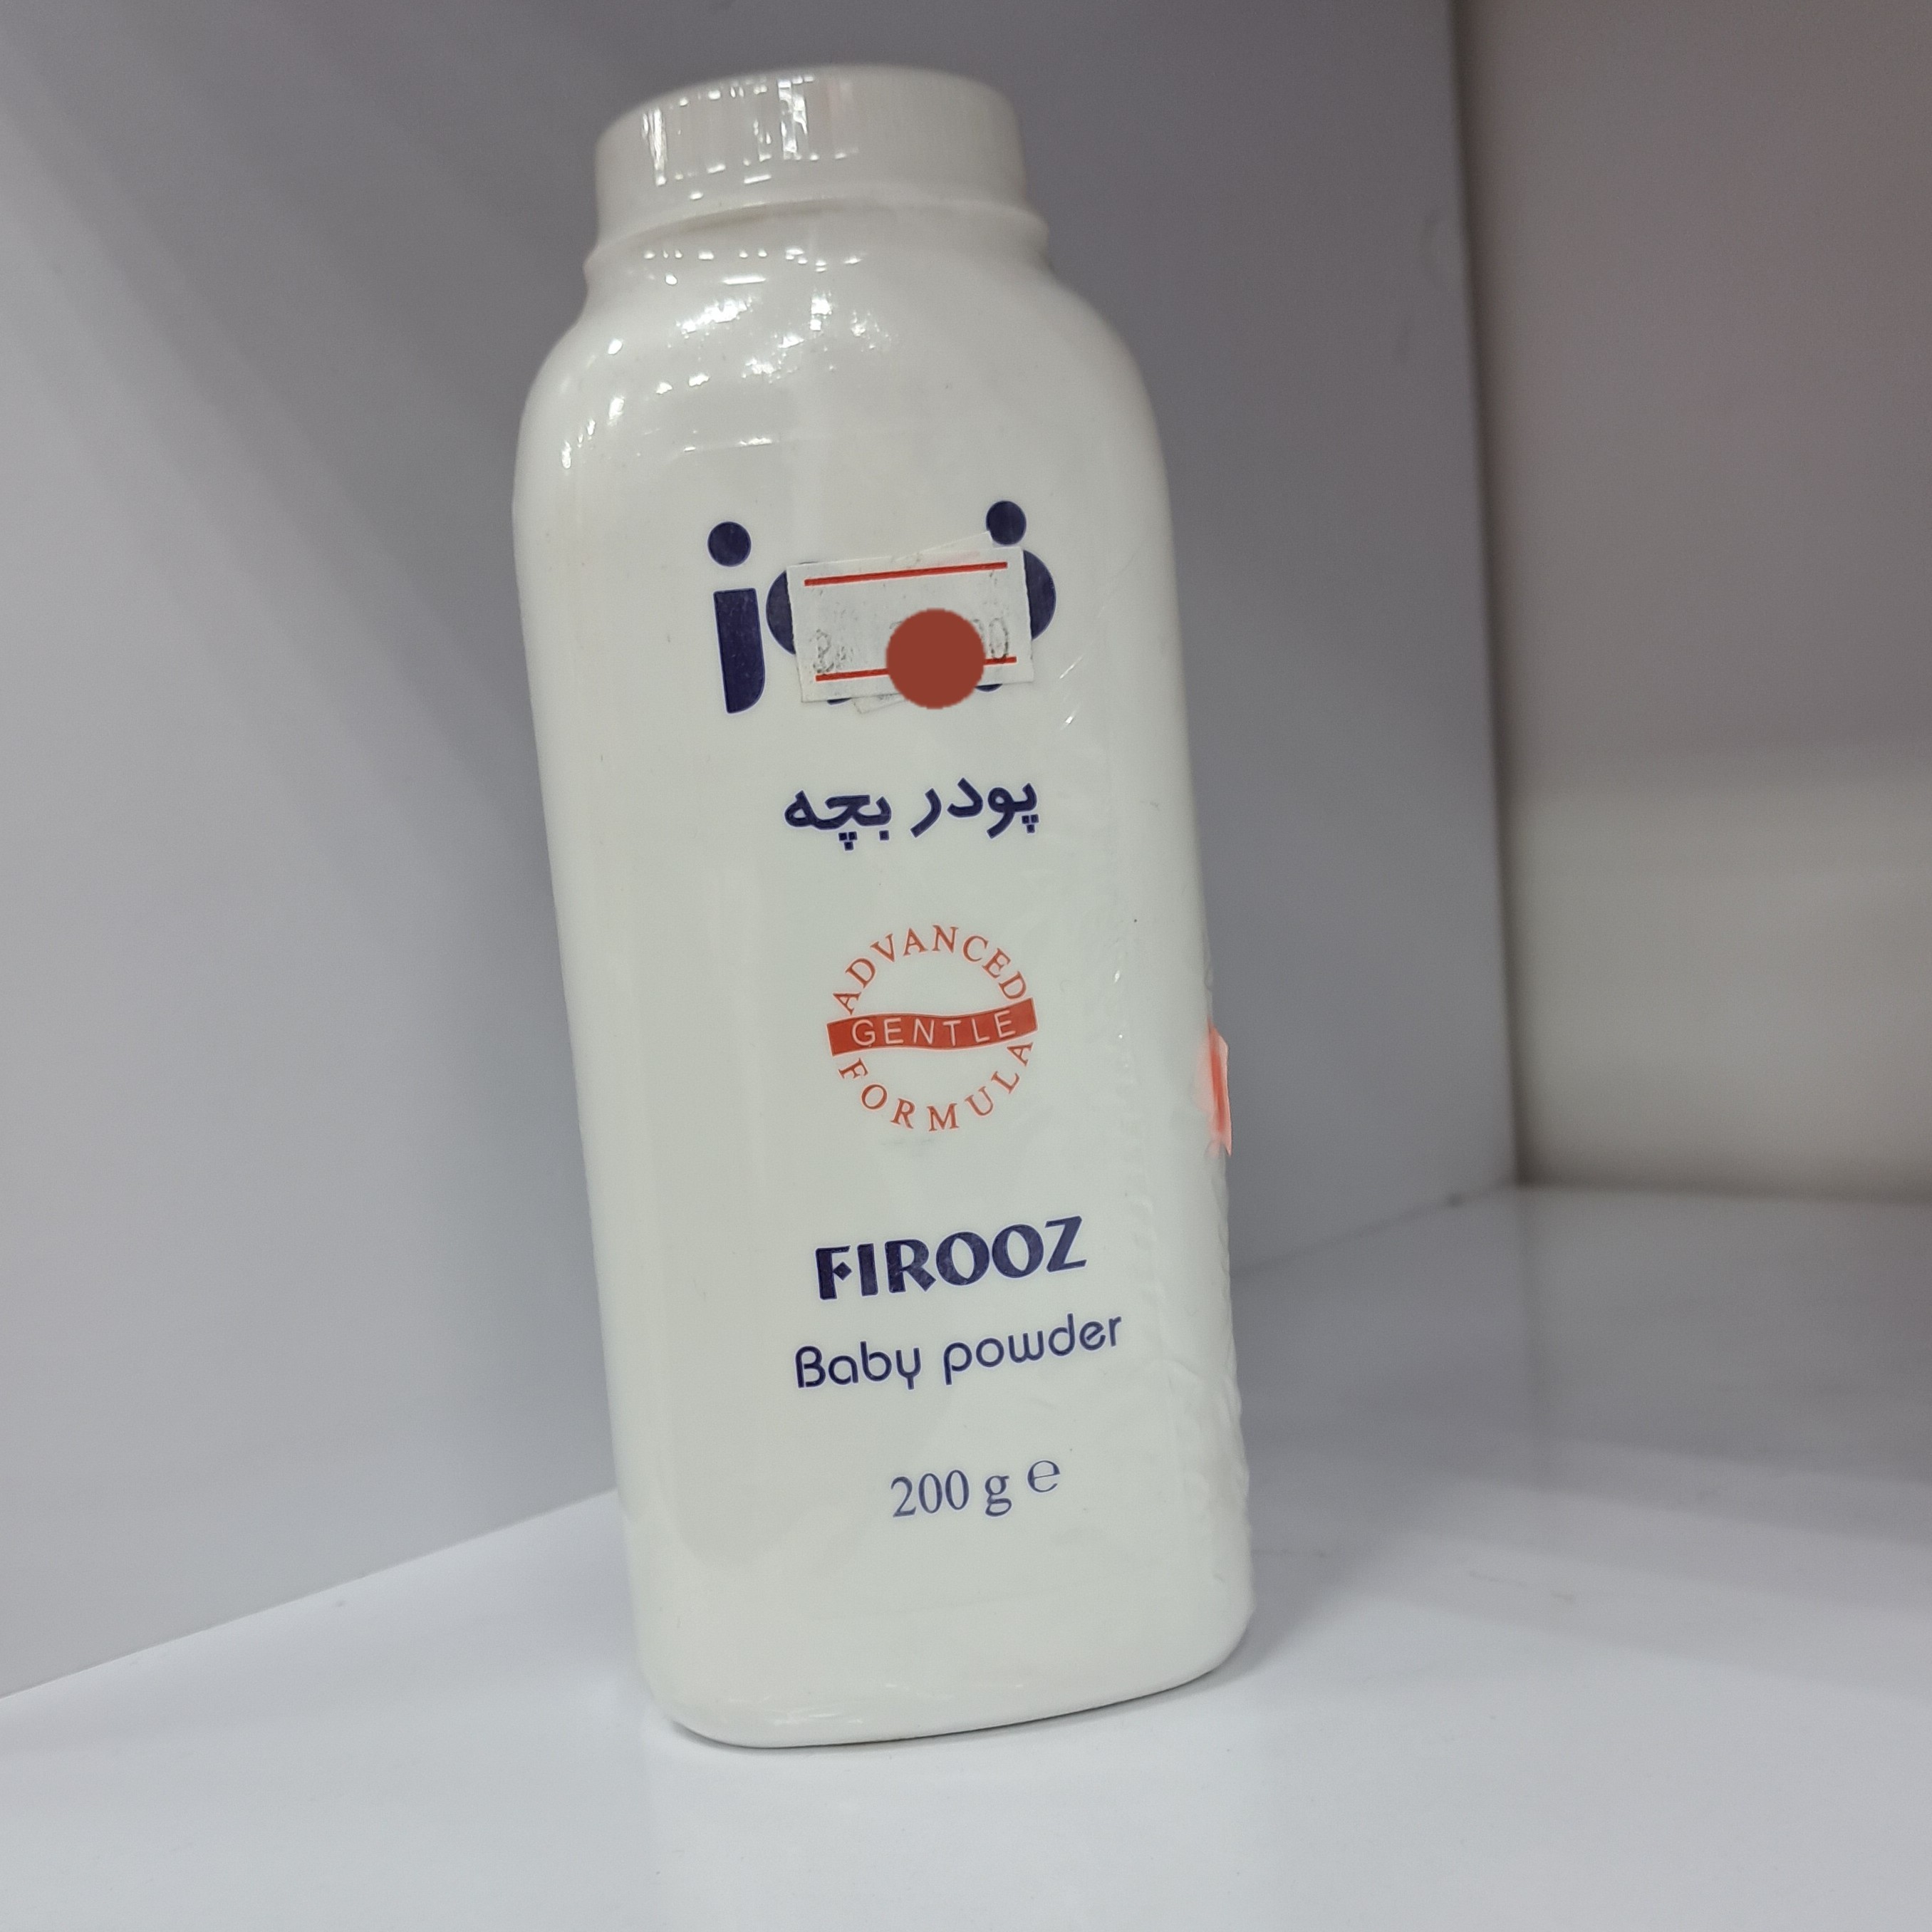 پودر بچه
ADVANCED
GENTLE
FORMULA
FIROOZ
Baby powder
200 g ℮